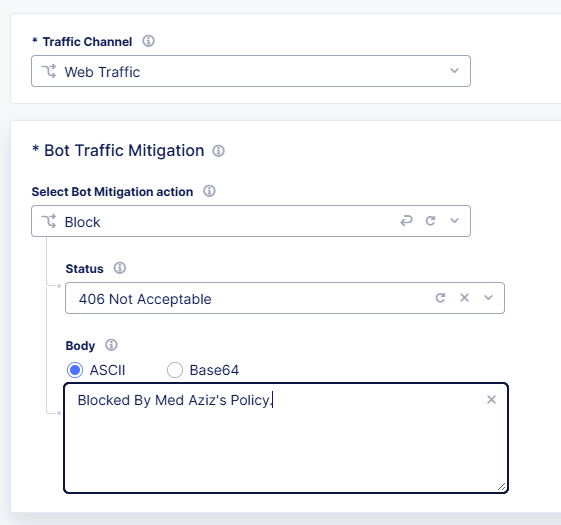 * Traffic Channel
Web Traffic
* Bot Traffic Mitigation
Select Bot Mitigation action
Block
Status
406 Not Acceptable
Body
ASCII Base64
Blocked By Med Aziz's Policy.